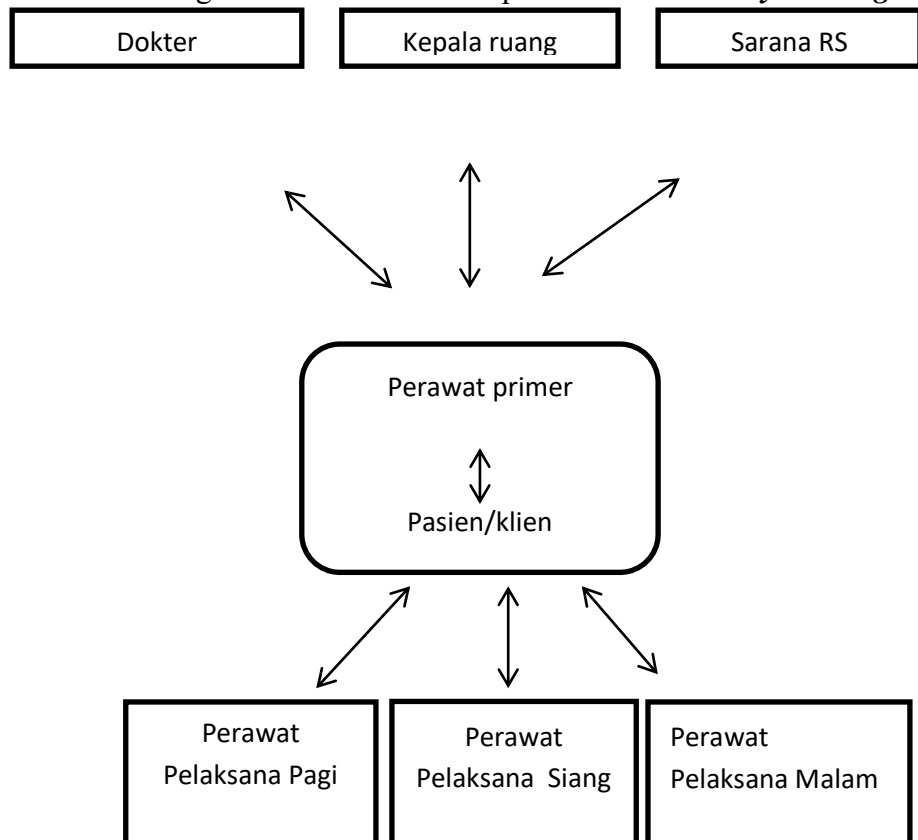 Dokter
Kepala ruang
Sarana RS
Perawat primer
Pasien/klien
Perawat
Pelaksana Pagi
Perawat
Pelaksana Siang
Perawat
Pelaksana Malam